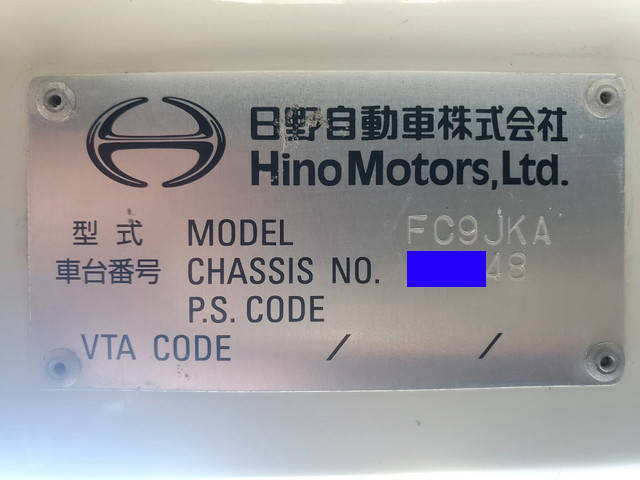 日野自動車株式会社
Hino Motors, Ltd.
型式 MODEL FC9JKA
車台番号 CHASSIS NO. 48
P.S. CODE
VTA CODE / /